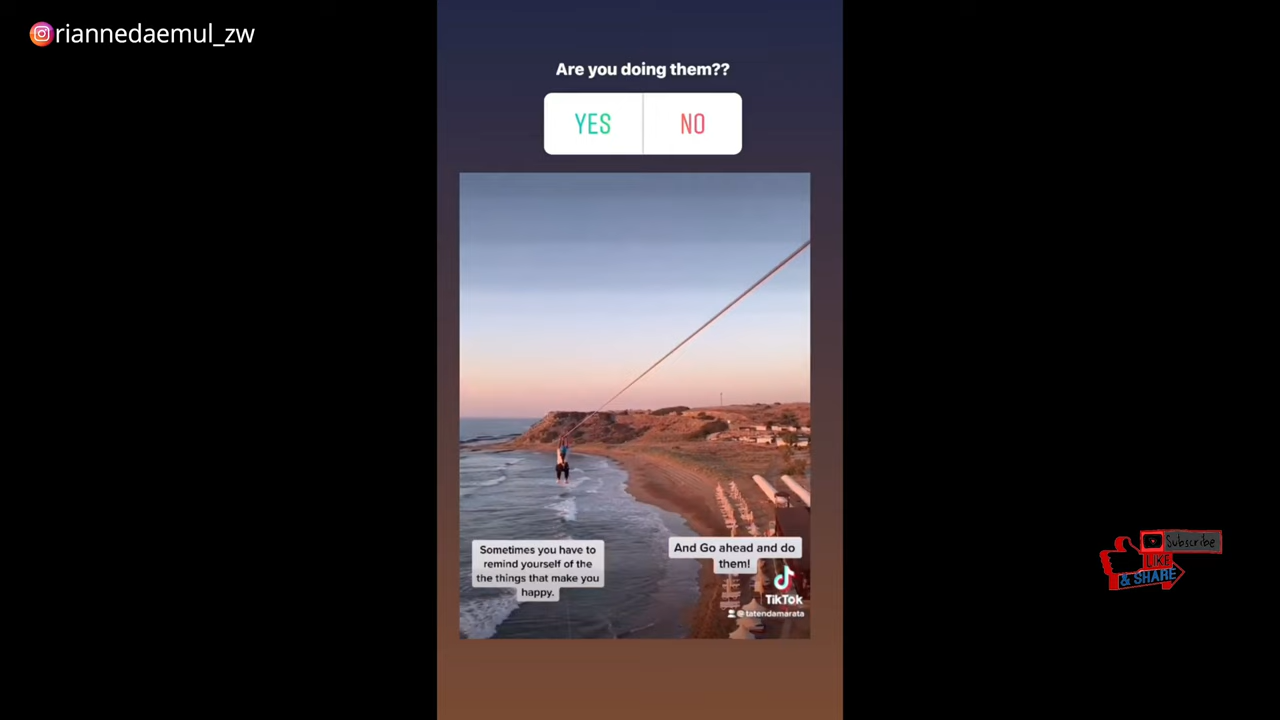 riannedaemul_zw
Are you doing them??
YES
NO
Sometimes you have to
remind yourself of the
the things that make you
happy.
And Go ahead and do
them!
TikTok
@tatendamarata
Subscribe
LIKE
& SHARE